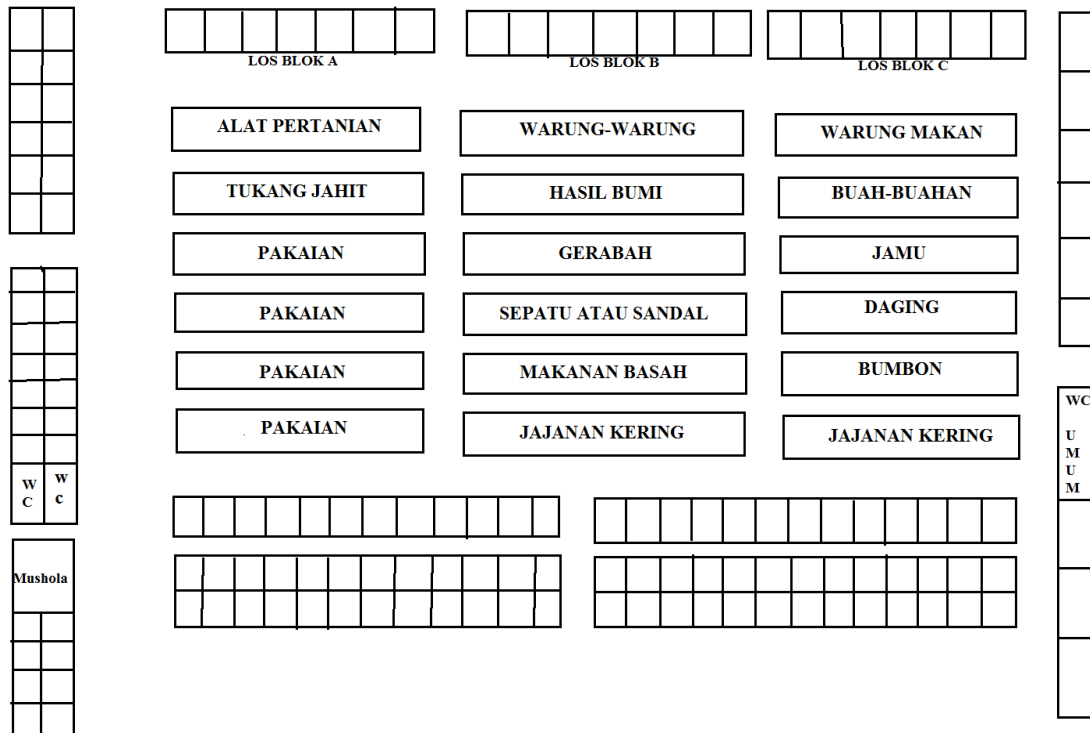 LOS BLOK A
LOS BLOK B
LOS BLOK C
ALAT PERTANIAN
WARUNG-WARUNG
WARUNG MAKAN
TUKANG JAHIT
HASIL BUMI
BUAH-BUAHAN
PAKAIAN
GERABAH
JAMU
PAKAIAN
SEPATU ATAU SANDAL
DAGING
PAKAIAN
MAKANAN BASAH
BUMBON
PAKAIAN
JAJANAN KERING
JAJANAN KERING
W
C
w
c
Mushola
WC
U
M
U
M